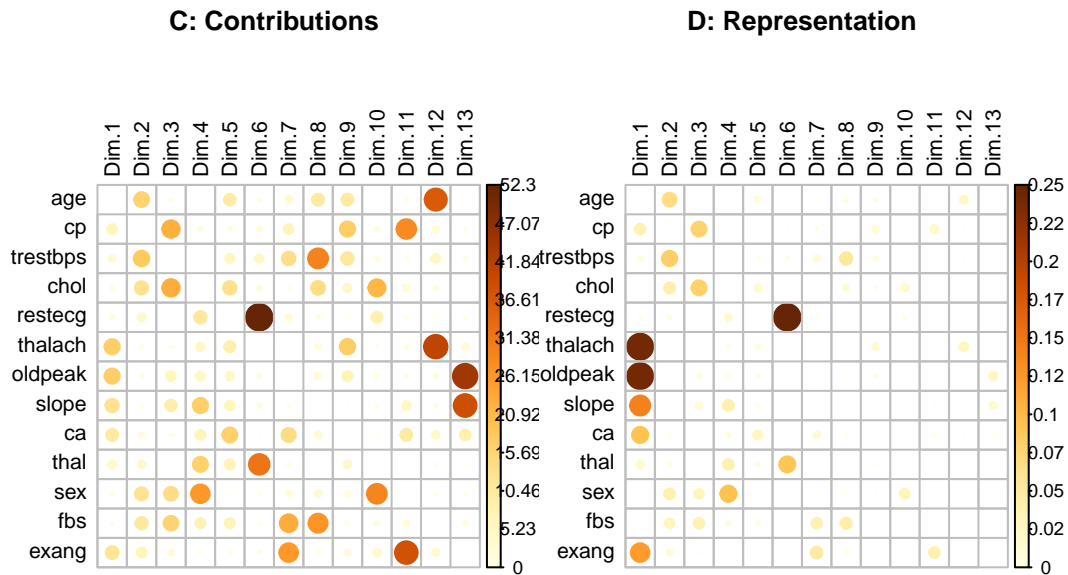 C: Contributions
Dim.1
Dim.2
Dim.3
Dim.4
Dim.5
Dim.6
Dim.7
Dim.8
Dim.9
Dim.10
Dim.11
Dim.12
Dim.13
age
cp
trestbps
chol
restecg
thalach
oldpeak
slope
ca
thal
sex
fbs
exang
52.3
47.07
41.84
36.61
31.38
26.15
20.92
15.69
10.46
5.23
0
D: Representation
Dim.1
Dim.2
Dim.3
Dim.4
Dim.5
Dim.6
Dim.7
Dim.8
Dim.9
Dim.10
Dim.11
Dim.12
Dim.13
age
cp
trestbps
chol
restecg
thalach
oldpeak
slope
ca
thal
sex
fbs
exang
0.25
0.22
0.2
0.17
0.15
0.12
0.1
0.07
0.05
0.02
0